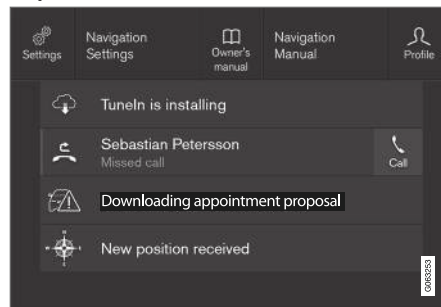 Settings
Navigation
Settings
Owner's
manual
Navigation
Manual
Profile
TuneIn is installing
Sebastian Petersson
Missed call
Call
Downloading appointment proposal
New position received
G063253